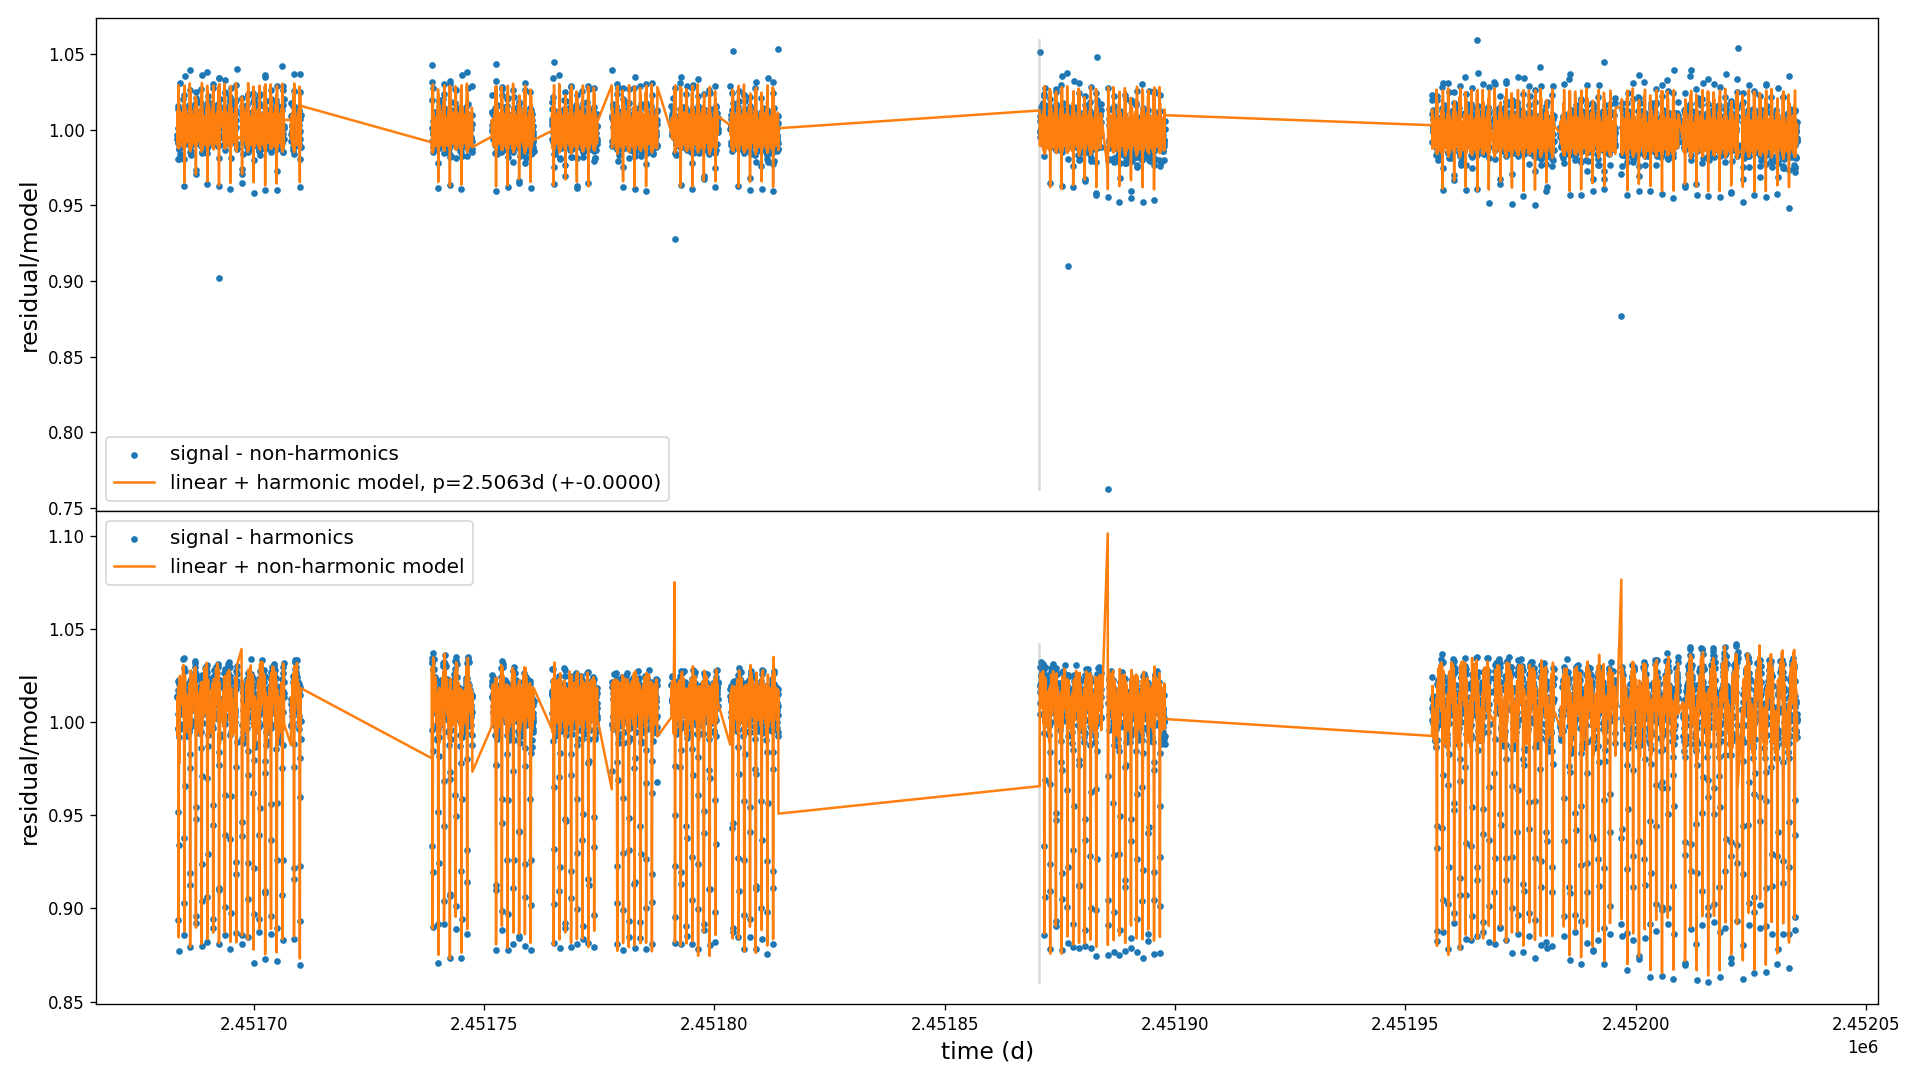 1.05
1.00
0.95
0.90
0.85
0.80
0.75
residual/model
signal - non-harmonics
linear + harmonic model, p=2.5063d (+-0.0000)
1.10
1.05
1.00
0.95
0.90
0.85
residual/model
signal - harmonics
linear + non-harmonic model
2.45170 2.45175 2.45180 2.45185 2.45190 2.45195 2.45200 2.45205
time (d)
1e6